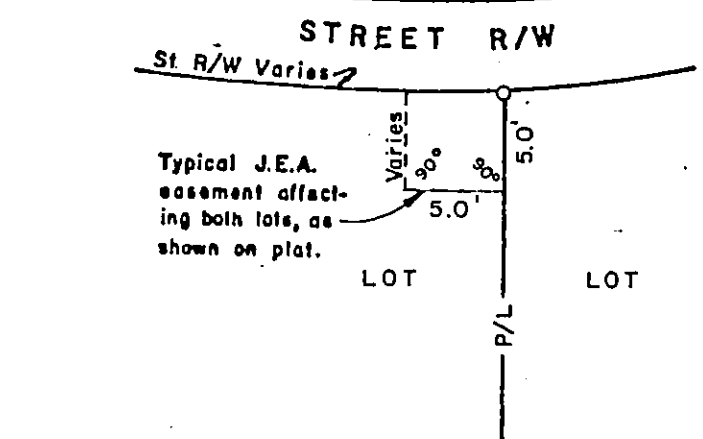 STREET R/W
St. R/W Varies
Varies
90°
90°
5.0'
5.0'
Typical J.E.A.
easement affect-
ing both lots, as
shown on plat.
LOT
LOT
P/L